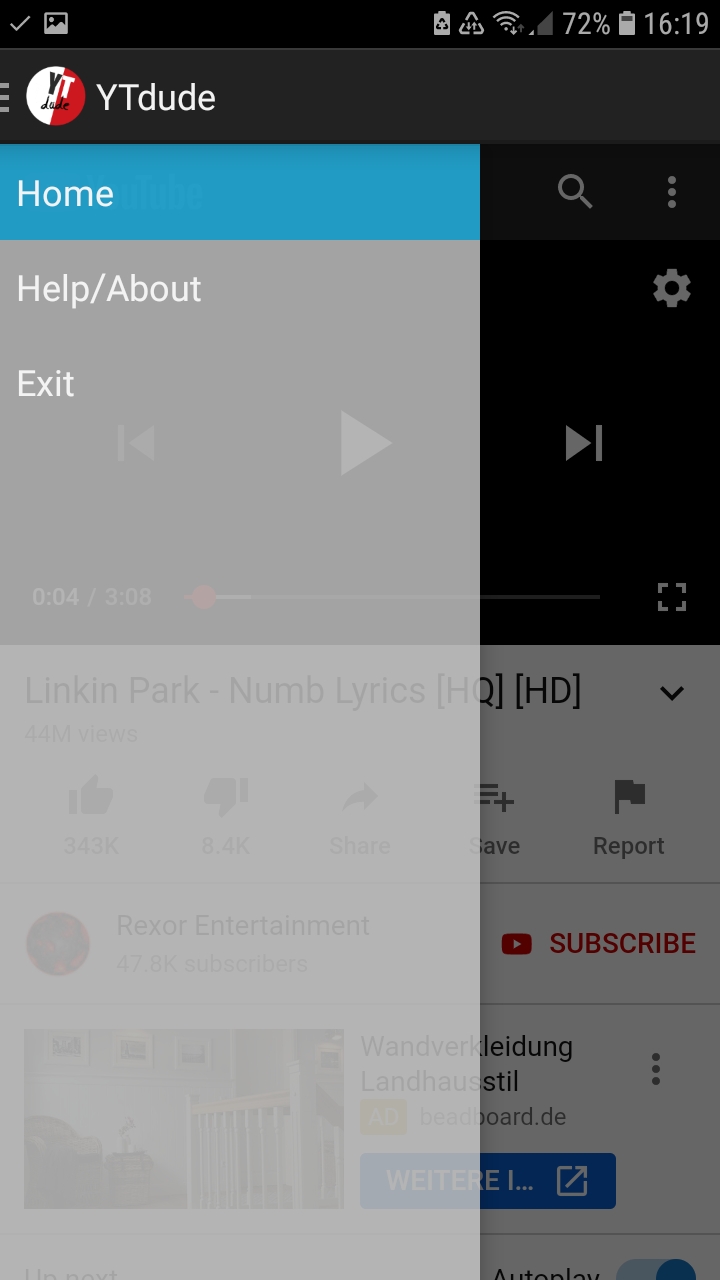 72% 16:19
YT dude YTdude
Home YouTube
Help/About
Exit
0:04 / 3:08
Linkin Park - Numb Lyrics [HQ] [HD]
44M views
343K 8.4K Share Save Report
Rexor Entertainment
47.8K subscribers
SUBSCRIBE
Wandverkleidung
Landhausstil
AD beadboard.de
WEITERE I...
Up next Autoplay